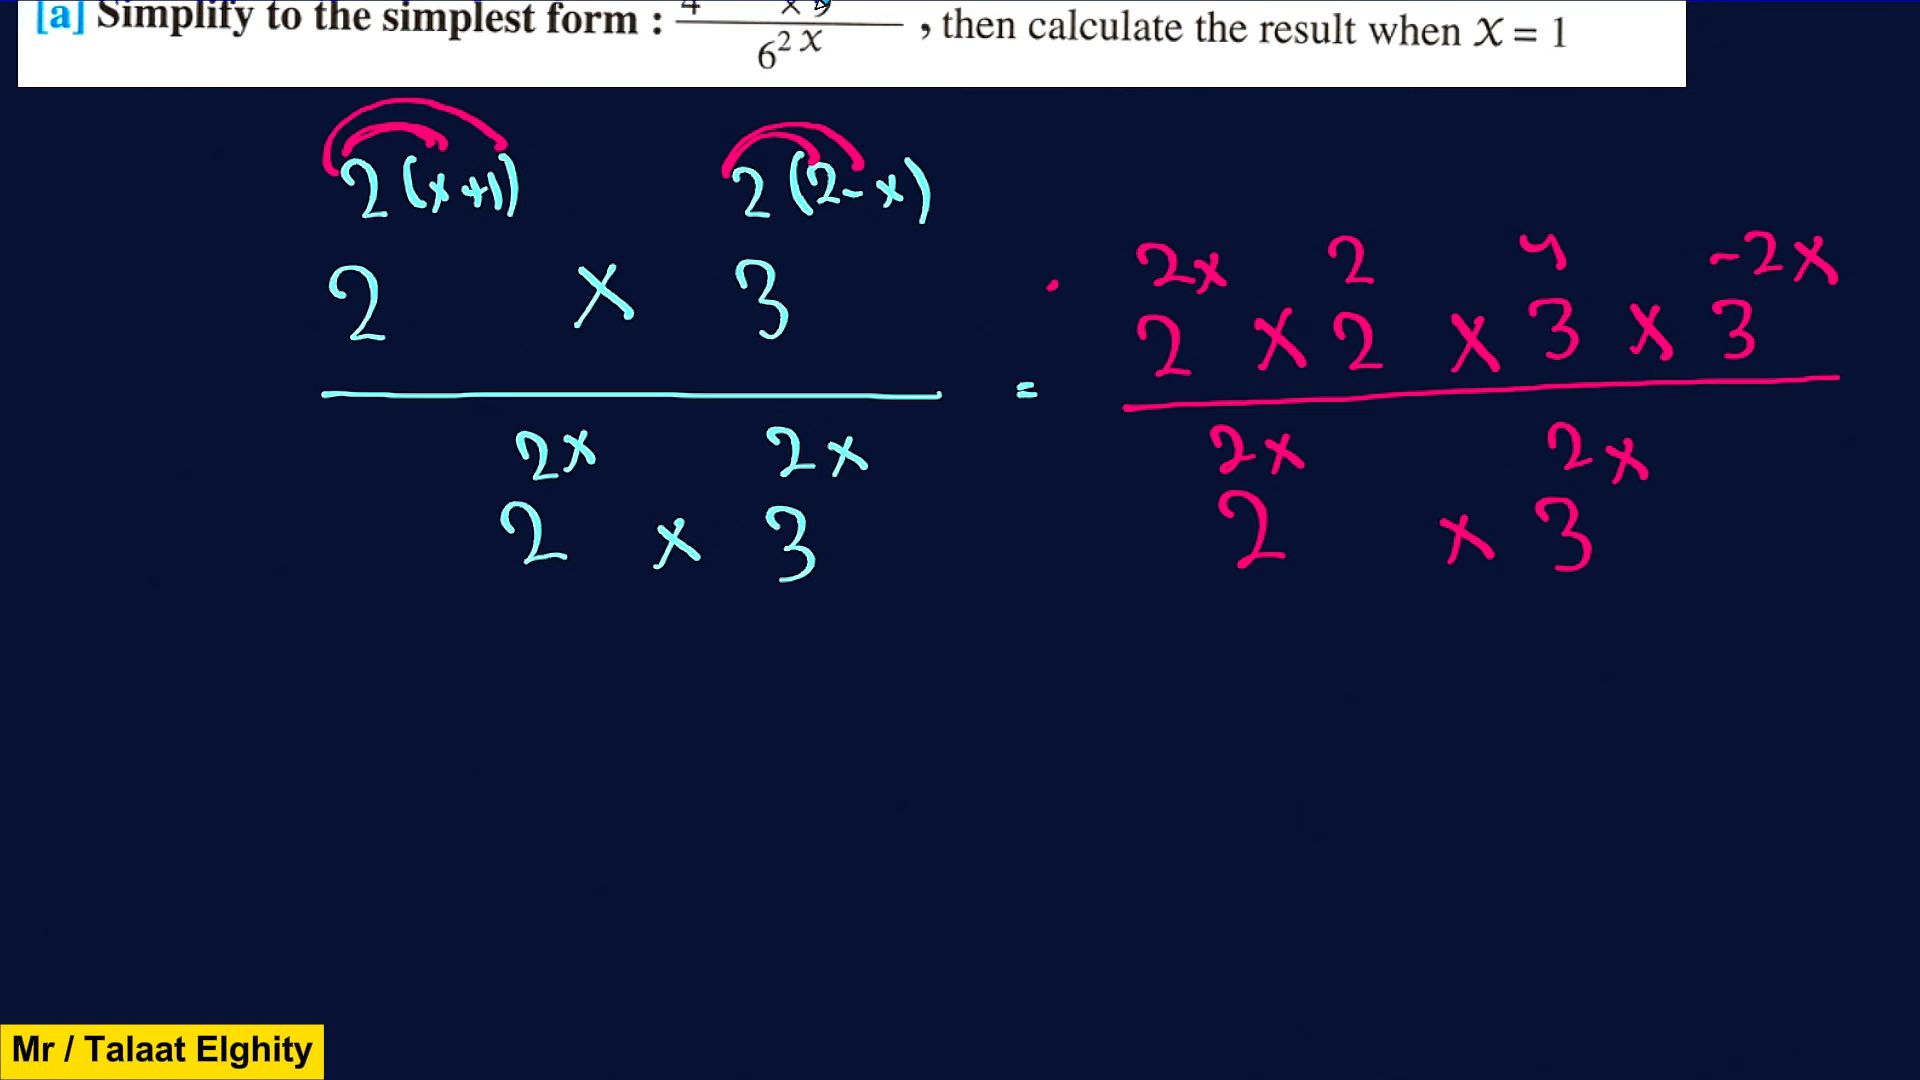 [a] Simplify to the simplest form : 4 × 9 / 6^{2x} , then calculate the result when x = 1
2(x+1) 2(2-x)
2 × 3
2x 2x
2 × 3
=
2x 2 4 -2x
2 × 2 × 3 × 3
2x 2x
2 × 3
Mr / Talaat Elghity